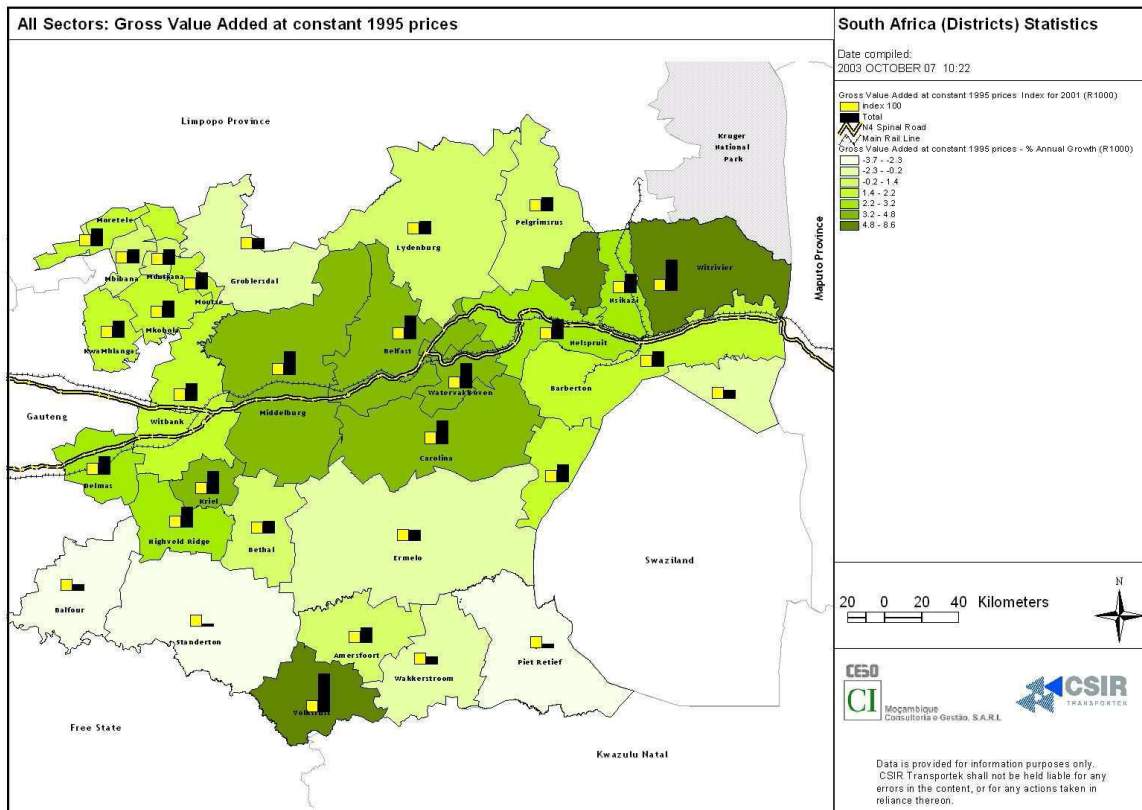 All Sectors: Gross Value Added at constant 1995 prices
South Africa (Districts) Statistics
Date compiled:
2003 OCTOBER 07 10:22
Gross Value Added at constant 1995 prices Index for 2001 (R1000)
Index 100
Total
N4 Spinal Road
Main Rail Line
Gross Value Added at constant 1995 prices - % Annual Growth (R1000)
-3.7 - -2.3
-2.3 - -0.2
-0.2 - 1.4
1.4 - 2.2
2.2 - 3.2
3.2 - 4.8
4.8 - 8.6
Limpopo Province
Kruger
National
Park
Maputo Province
Moretele
Mbibana
Mdutjana
Moutse
Mkobola
KwaMhlanga
Groblersdal
Lydenburg
Pelgrimsrus
Nsikazi
Witrivier
Belfast
Nelspruit
Barberton
Waterval Boven
Gauteng
Witbank
Middelburg
Carolina
Delmas
Kriel
Highveld Ridge
Bethal
Ermelo
Swaziland
Balfour
Standerton
Amersfoort
Wakkerstroom
Piet Retief
Volksrust
Free State
Kwazulu Natal
20 0 20 40 Kilometers
N
CESO
CI
Moçambique
Consultoria e Gestão, S.A.R.L
CSIR
TRANSPORTEK
Data is provided for information purposes only.
CSIR Transportek shall not be held liable for any
errors in the content, or for any actions taken in
reliance thereon.